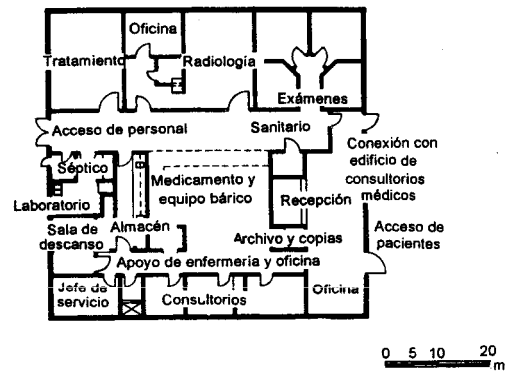 Oficina
Tratamiento
Radiología
Exámenes
Acceso de personal
Sanitario
Conexión con
edificio de
consultorios
médicos
Séptico
Medicamento y
equipo bárico
Laboratorio
Recepción
Sala de
descanso
Almacén
Archivo y copias
Acceso de
pacientes
Apoyo de enfermería y oficina
Jefe de
servicio
Consultorios
Oficina
0 5 10 20
m